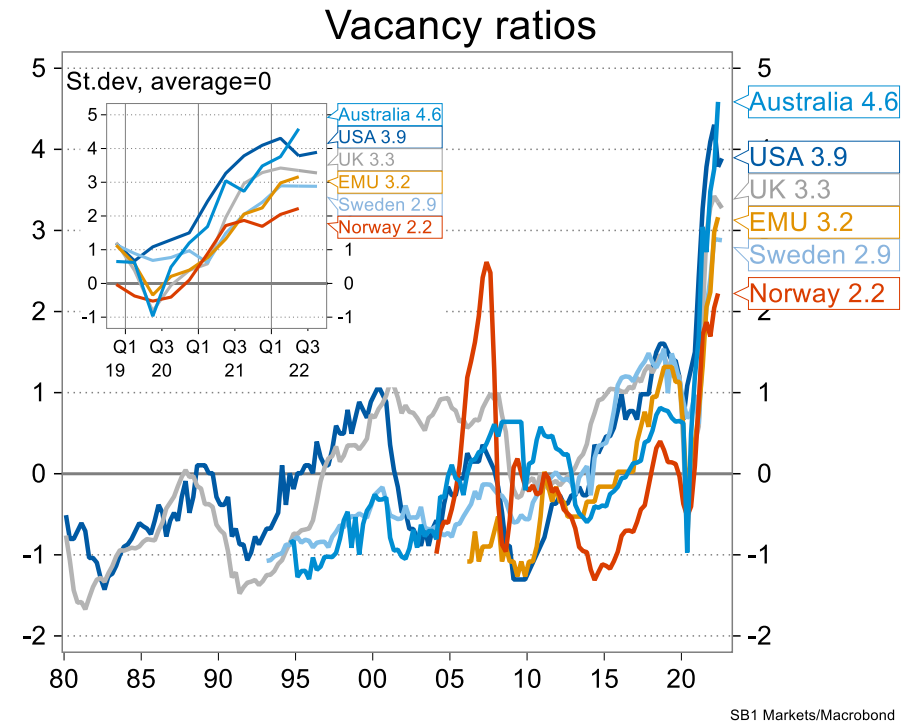 Vacancy ratios
St.dev, average=0
5
4
3
2
1
0
-1
-2
5
4
3
2
1
0
-1
-2
80 85 90 95 00 05 10 15 20
5
4
3
2
1
0
-1
1
0
-1
Q1 Q3 Q1 Q3 Q1 Q3
19 20 21 22
Australia 4.6
USA 3.9
UK 3.3
EMU 3.2
Sweden 2.9
Norway 2.2
Australia 4.6
USA 3.9
UK 3.3
EMU 3.2
Sweden 2.9
Norway 2.2
SB1 Markets/Macrobond